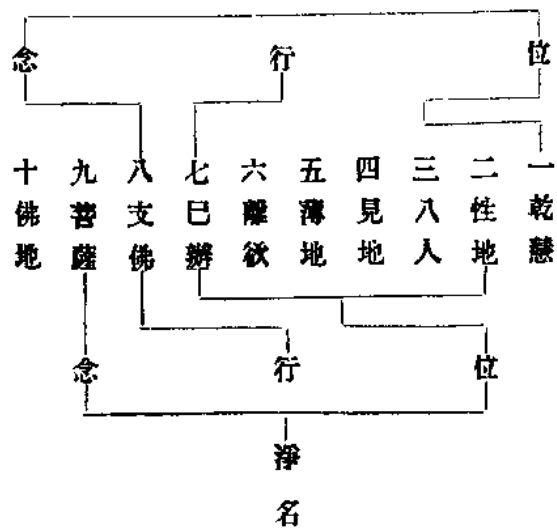 位
行
念
一乾慧
二性地
三八人
四見地
五薄地
六離欲
七已辦
八支佛
九菩薩
十佛地
位
行
念
淨名